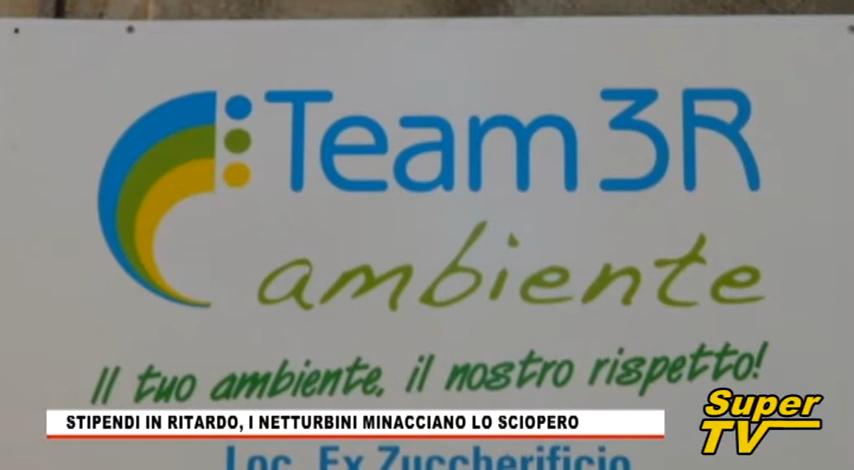 Team 3R
ambiente
Il tuo ambiente, il nostro rispetto!
STIPENDI IN RITARDO, I NETTURBINI MINACCIANO LO SCIOPERO
SUPER
TV
Loc. Ex Zuccherificio